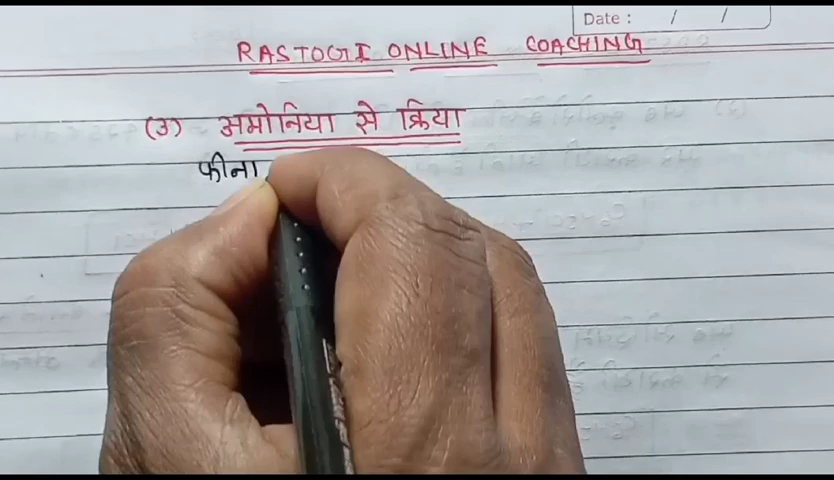 Date : / /
RASTOGI ONLINE COACHING
(3) अमोनिया से क्रिया
फीना